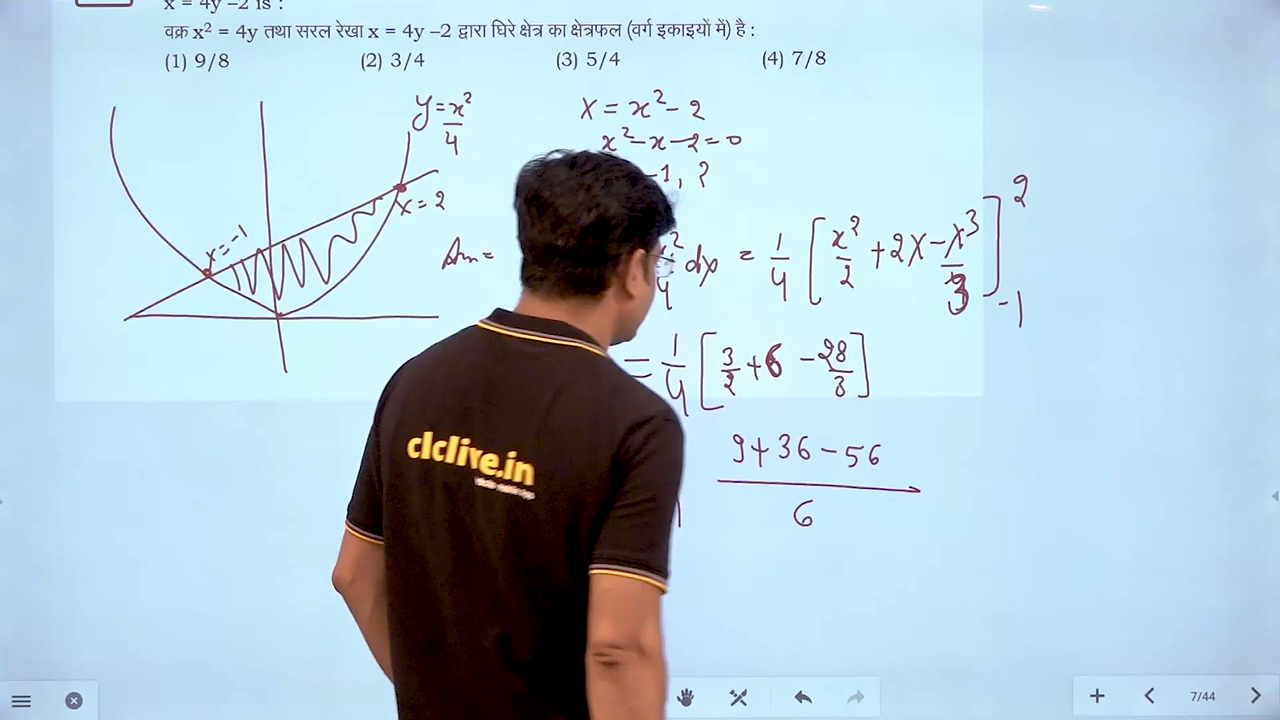 x = 4y –2 is :
वक्र x² = 4y तथा सरल रेखा x = 4y –2 द्वारा घिरे क्षेत्र का क्षेत्रफल (वर्ग इकाइयों में) है :
(1) 9/8 (2) 3/4 (3) 5/4 (4) 7/8
y = x²/4
x = x² – 2
x² – x – 2 = 0
–1, 2
x = 2
x = –1
dx = 1/4 [ x²/2 + 2x – x³/3 ]
2
–1
= 1/4 [ 3/2 + 6 – 28/3 ]
9 + 36 – 56
6
clclive.in
7/44